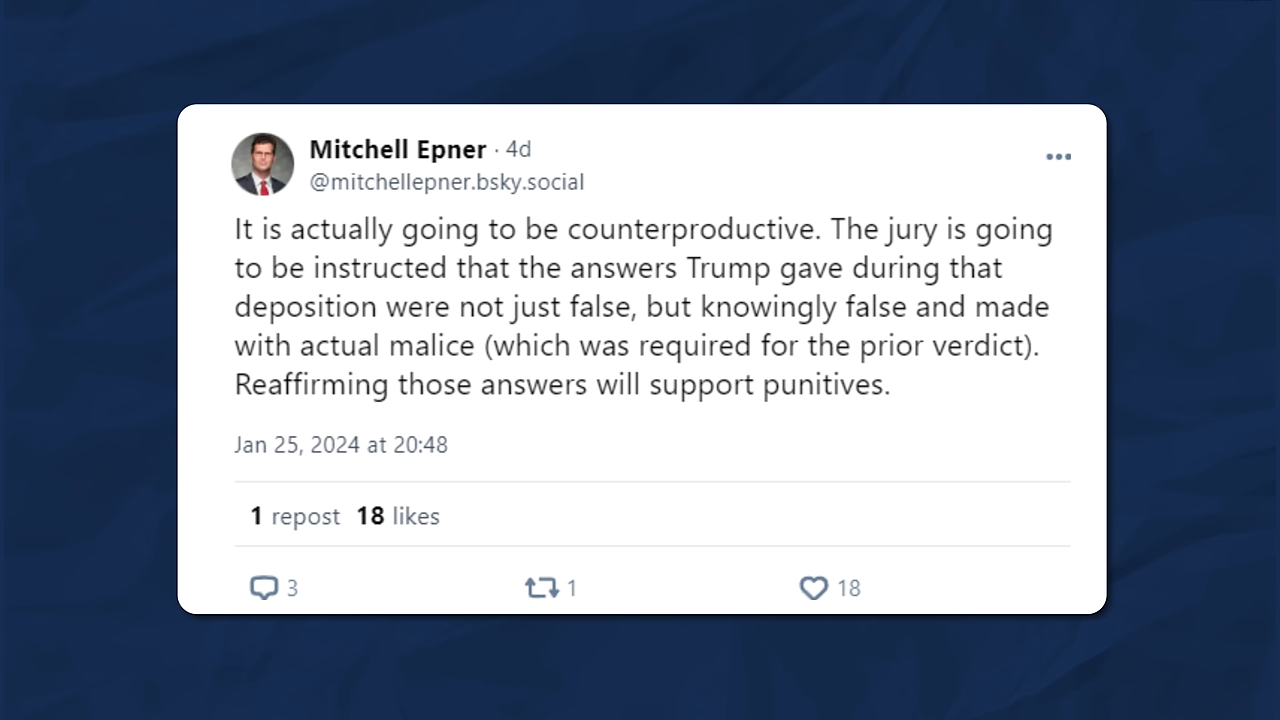 Mitchell Epner · 4d
@mitchellepner.bsky.social
It is actually going to be counterproductive. The jury is going
to be instructed that the answers Trump gave during that
deposition were not just false, but knowingly false and made
with actual malice (which was required for the prior verdict).
Reaffirming those answers will support punitives.
Jan 25, 2024 at 20:48
1 repost 18 likes
3 1 18